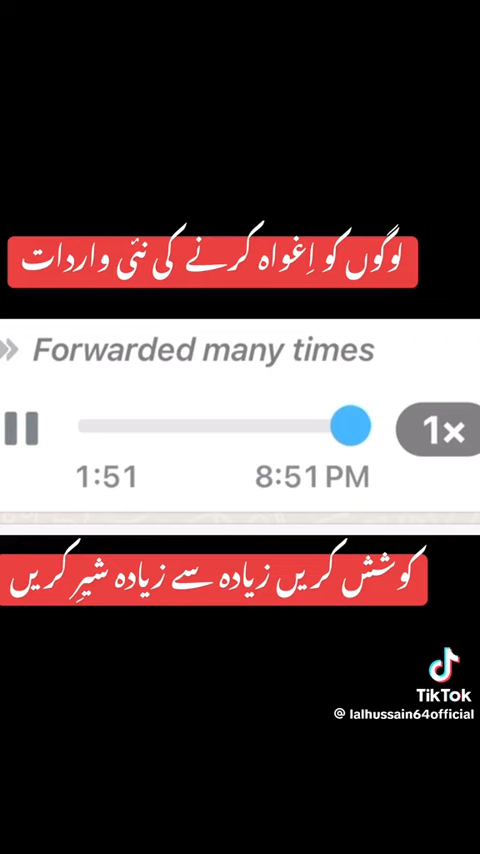 لوگوں کو اِغواہ کرنے کی نئی واردات
Forwarded many times
1x
1:51 8:51 PM
کوشش کریں زیادہ سے زیادہ شیرِ کریں
TikTok
@ lalhussain64official